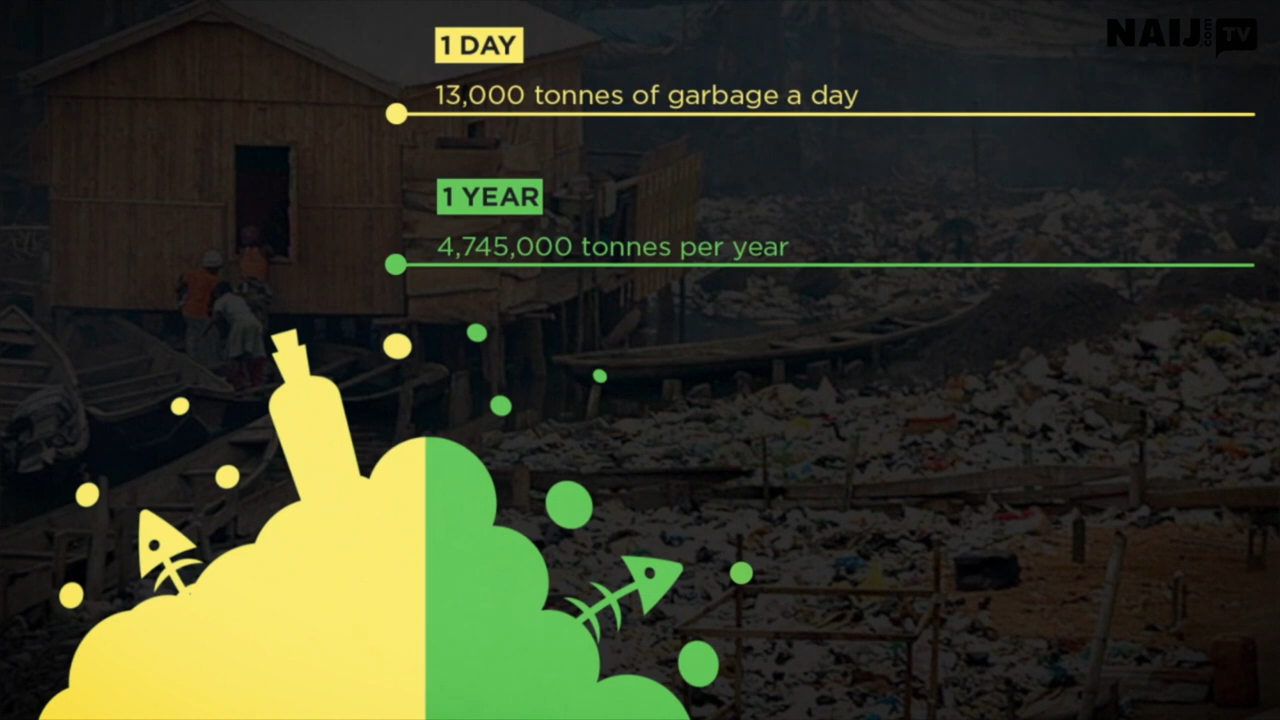 1 DAY
13,000 tonnes of garbage a day
1 YEAR
4,745,000 tonnes per year
NAIJ.com TV